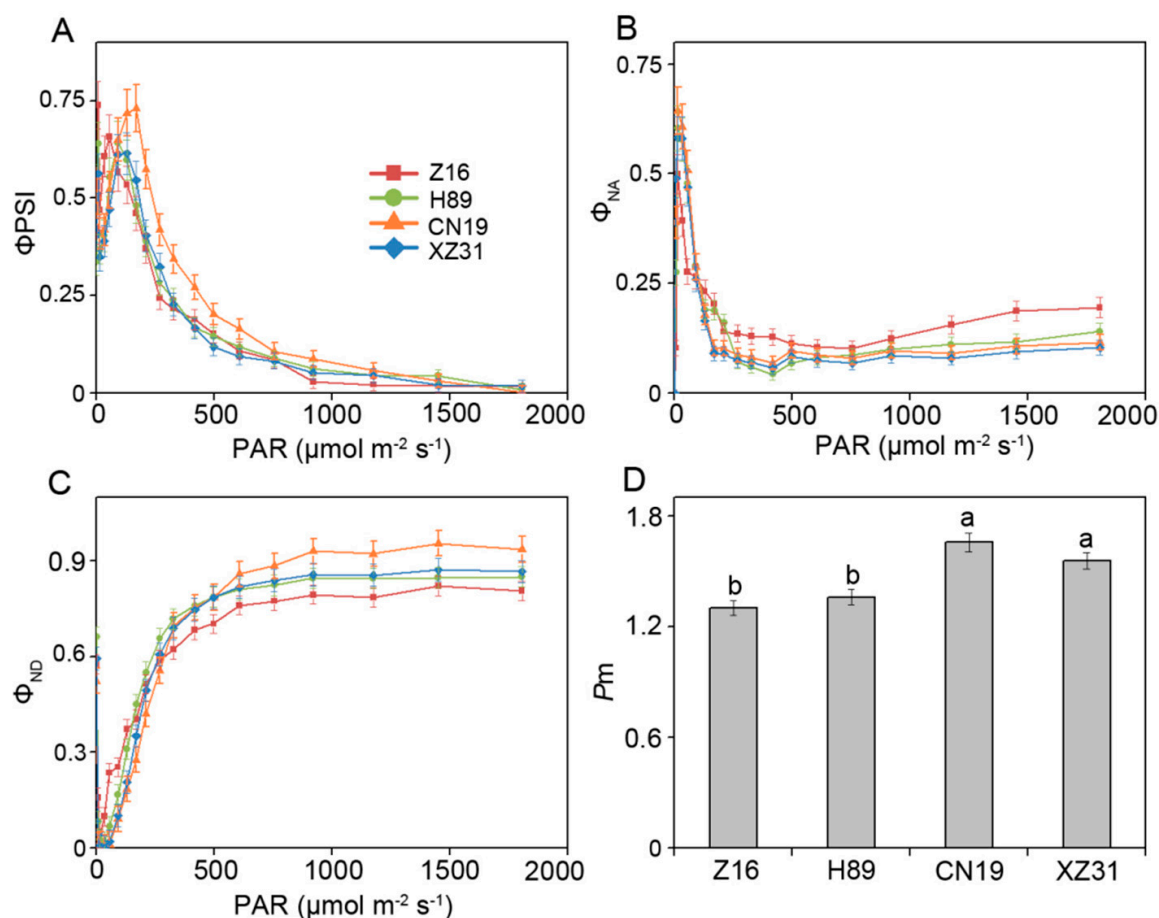 A
ΦPSI
0.75
0.5
0.25
0
0 500 1000 1500 2000
PAR (µmol m⁻² s⁻¹)
Z16
H89
CN19
XZ31
B
ΦNA
0.75
0.5
0.25
0
0 500 1000 1500 2000
PAR (µmol m⁻² s⁻¹)
C
ΦND
0.9
0.6
0.3
0
0 500 1000 1500 2000
PAR (µmol m⁻² s⁻¹)
D
Pm
1.8
1.2
0.6
0
b b a a
Z16 H89 CN19 XZ31